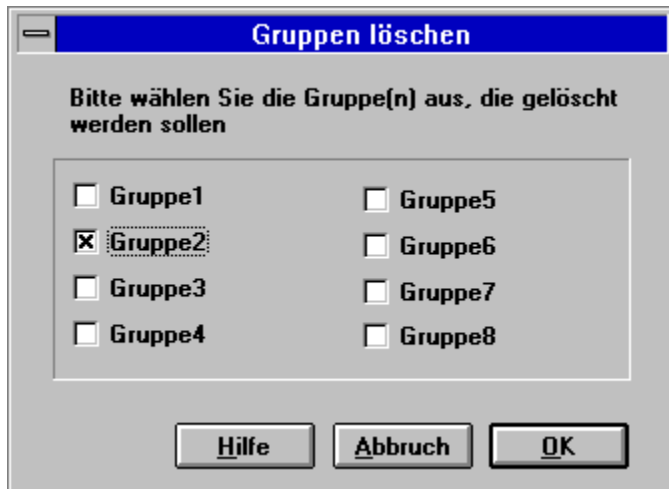 Gruppen löschen
Bitte wählen Sie die Gruppe(n) aus, die gelöscht
werden sollen
Gruppe1
Gruppe2
Gruppe3
Gruppe4
Gruppe5
Gruppe6
Gruppe7
Gruppe8
Hilfe
Abbruch
OK